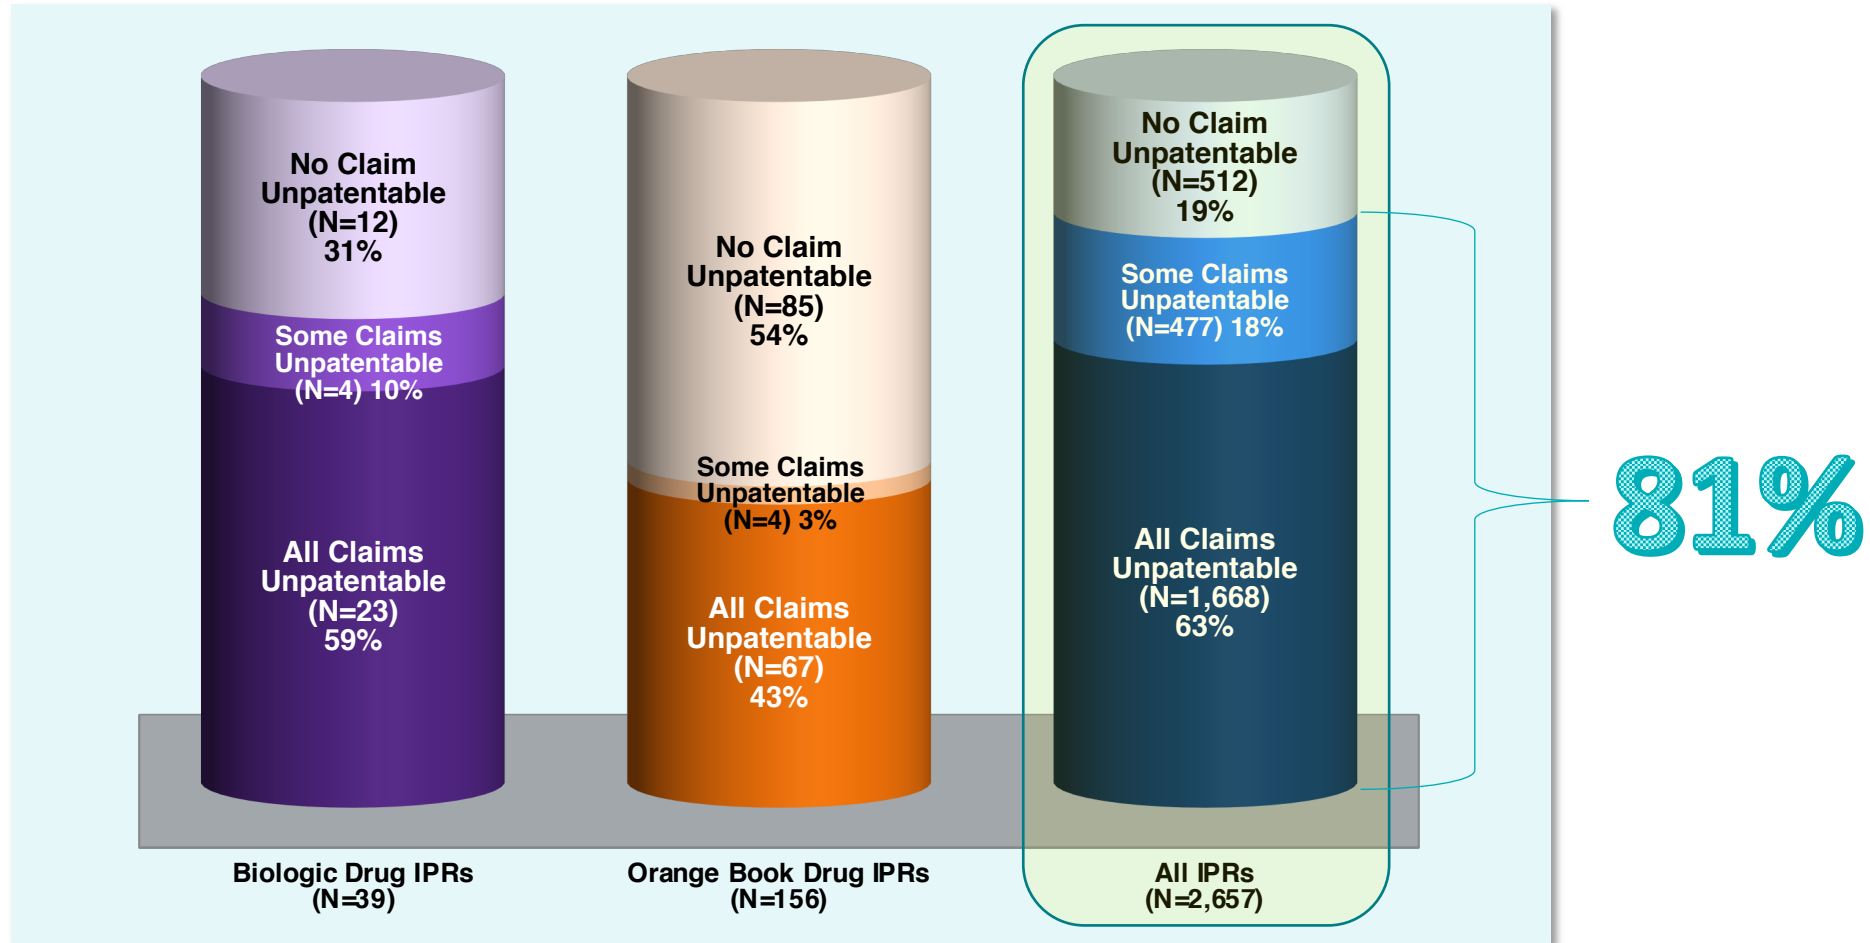 No Claim
Unpatentable
(N=12)
31%
Some Claims
Unpatentable
(N=4) 10%
All Claims
Unpatentable
(N=23)
59%
Biologic Drug IPRs
(N=39)
No Claim
Unpatentable
(N=85)
54%
Some Claims
Unpatentable
(N=4) 3%
All Claims
Unpatentable
(N=67)
43%
Orange Book Drug IPRs
(N=156)
No Claim
Unpatentable
(N=512)
19%
Some Claims
Unpatentable
(N=477) 18%
All Claims
Unpatentable
(N=1,668)
63%
All IPRs
(N=2,657)
81%